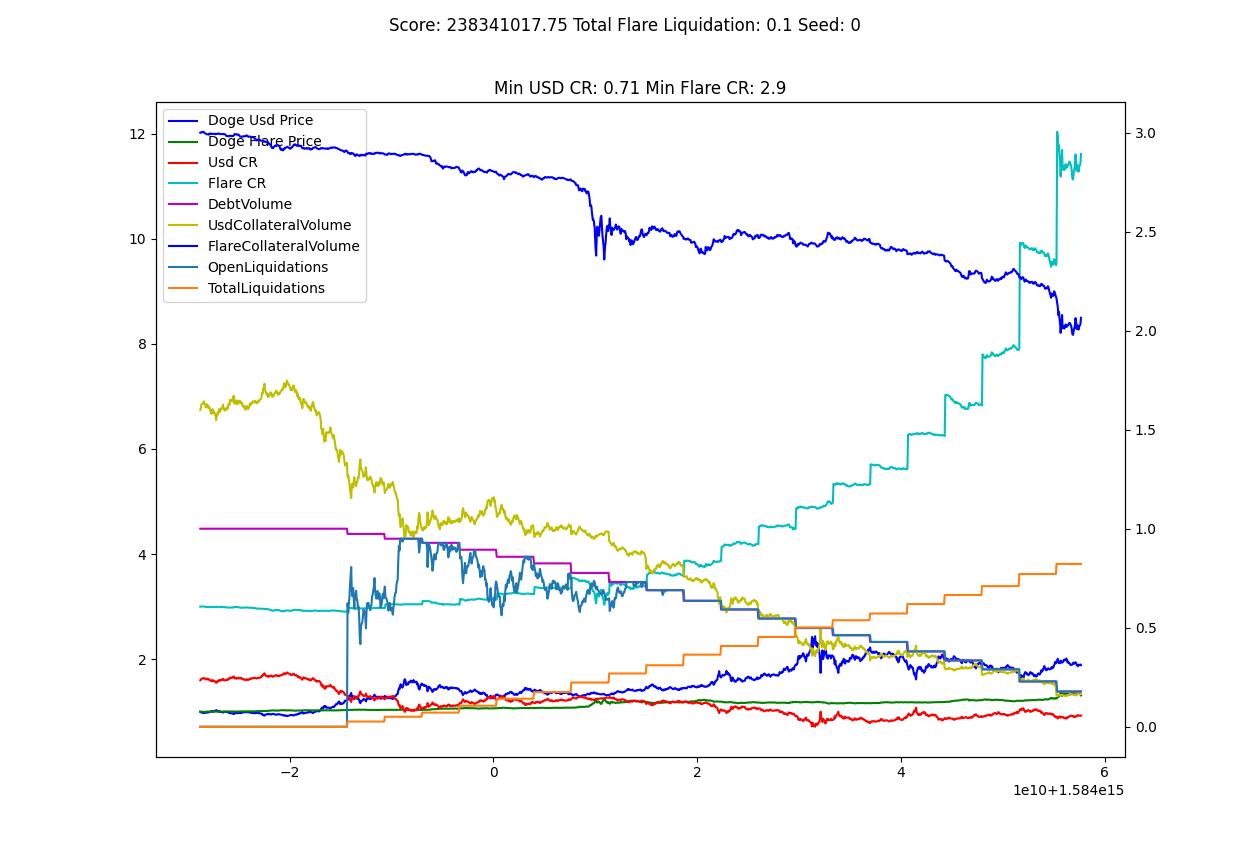 Score: 238341017.75 Total Flare Liquidation: 0.1 Seed: 0
Min USD CR: 0.71 Min Flare CR: 2.9
Doge Usd Price
Doge Flare Price
Usd CR
Flare CR
DebtVolume
UsdCollateralVolume
FlareCollateralVolume
OpenLiquidations
TotalLiquidations
12
10
8
6
4
2
3.0
2.5
2.0
1.5
1.0
0.5
0.0
−2
0
2
4
6
1e10+1.584e15